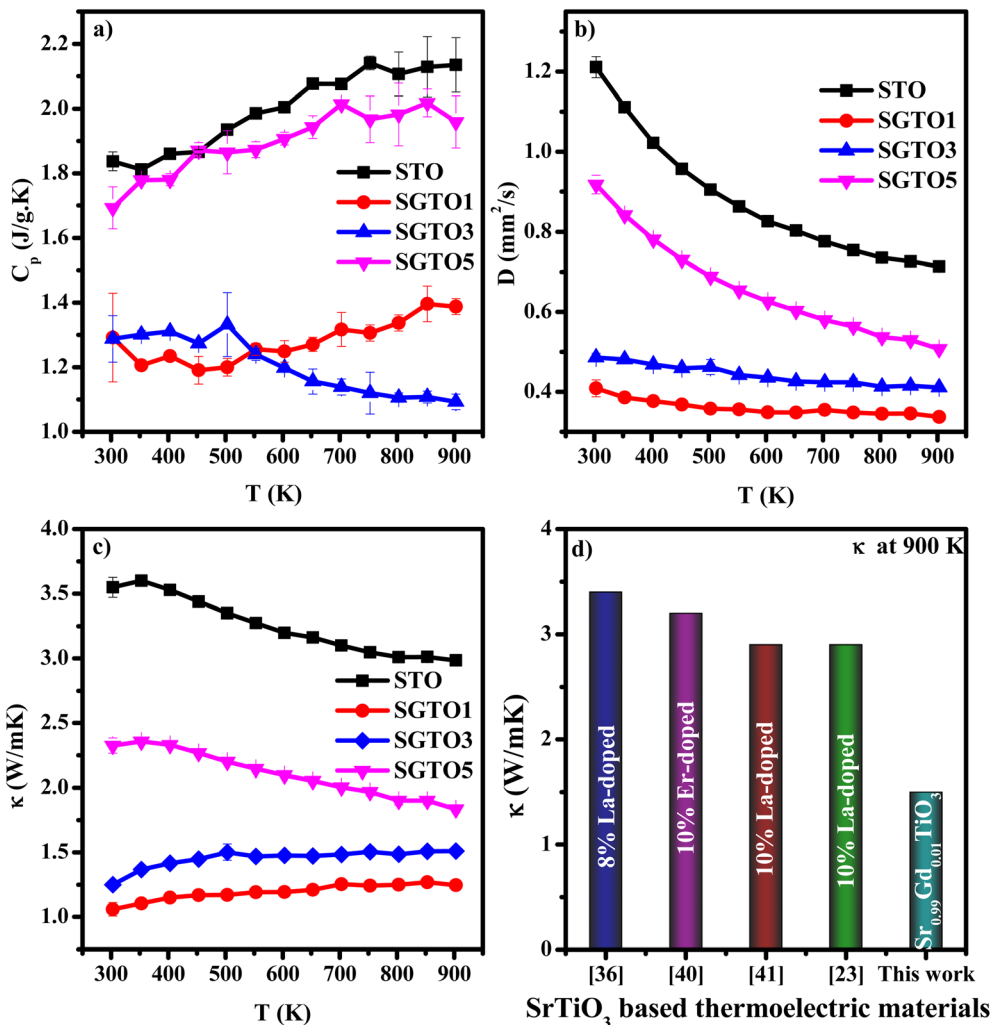 a)
2.2
2.0
1.8
1.6
1.4
1.2
1.0
C_p (J/g.K)
STO
SGTO1
SGTO3
SGTO5
300 400 500 600 700 800 900
T (K)
b)
1.2
1.0
0.8
0.6
0.4
D (mm²/s)
STO
SGTO1
SGTO3
SGTO5
300 400 500 600 700 800 900
T (K)
c)
4.0
3.5
3.0
2.5
2.0
1.5
1.0
κ (W/mK)
STO
SGTO1
SGTO3
SGTO5
300 400 500 600 700 800 900
T (K)
d)
κ at 900 K
4
3
2
1
0
κ (W/mK)
8% La-doped
10% Er-doped
10% La-doped
10% La-doped
Sr0.99Gd0.01TiO3
[36] [40] [41] [23] This work
SrTiO3 based thermoelectric materials